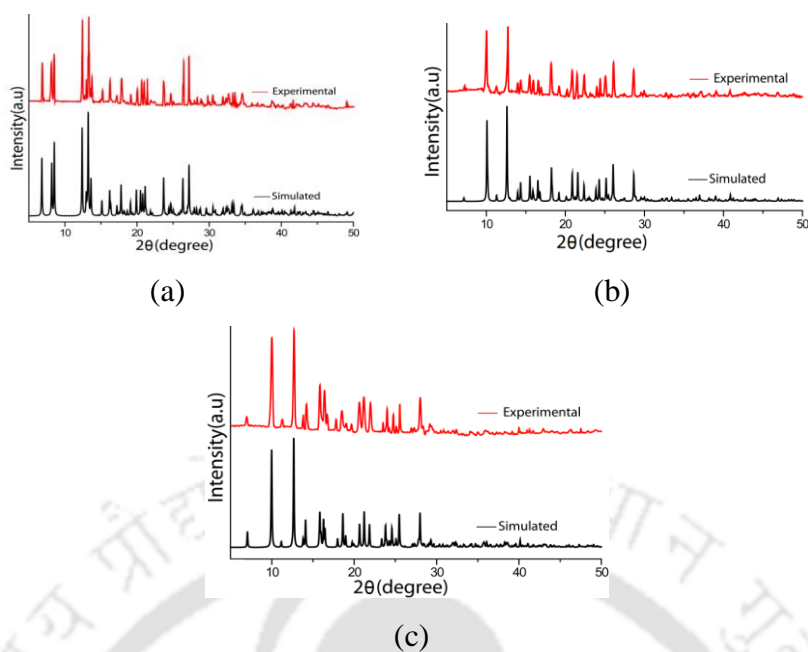 Intensity(a.u)
Experimental
Simulated
10 20 30 40 50
2θ(degree)
(a)
Intensity(a.u)
Experimental
Simulated
10 20 30 40 50
2θ(degree)
(b)
Intensity(a.u)
Experimental
Simulated
10 20 30 40 50
2θ(degree)
(c)